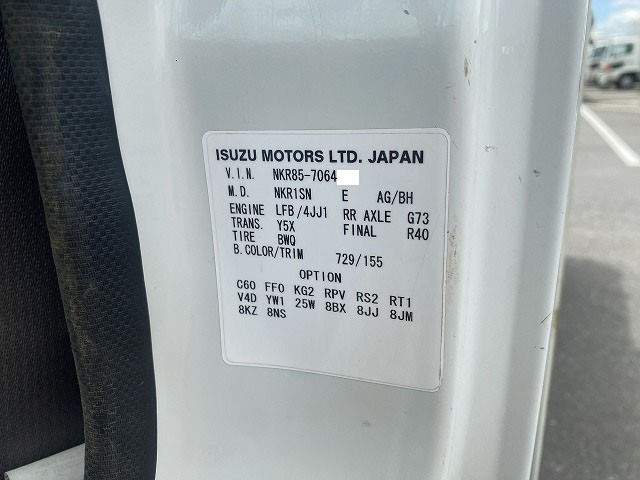 ISUZU MOTORS LTD. JAPAN
V.I.N. NKR85-7064
M.D. NKR1SN E AG/BH
ENGINE LFB/4JJ1 RR AXLE G73
TRANS. Y5X FINAL R40
TIRE BWQ
B.COLOR/TRIM 729/155
OPTION
C60 FF0 KG2 RPV RS2 RT1
V4D YW1 25W 8BX 8JJ 8JM
8KZ 8NS